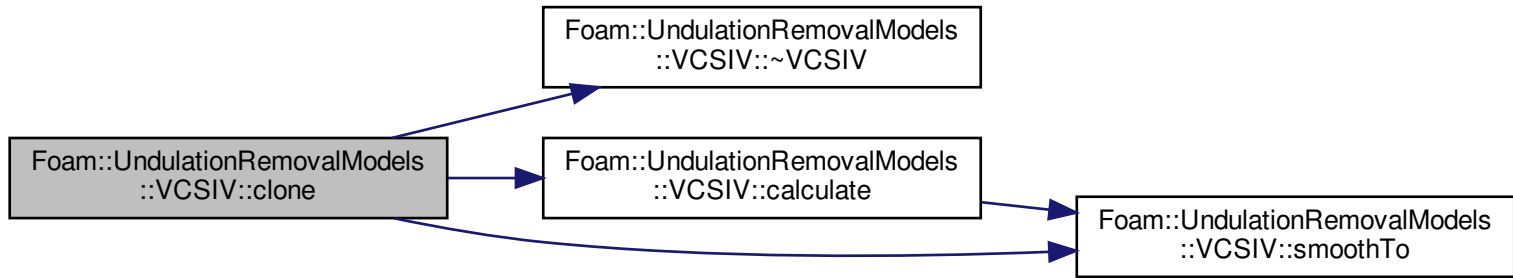 Foam::UndulationRemovalModels
::VCSIV::~VCSIV
Foam::UndulationRemovalModels
::VCSIV::clone
Foam::UndulationRemovalModels
::VCSIV::calculate
Foam::UndulationRemovalModels
::VCSIV::smoothTo